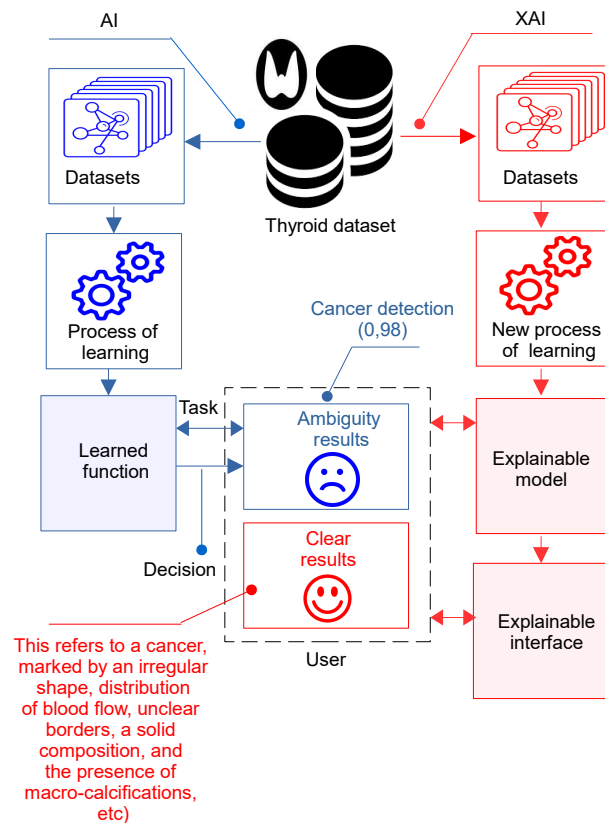 AI
XAI
Datasets
Thyroid dataset
Datasets
Process of
learning
New process
of learning
Cancer detection
(0,98)
Task
Learned
function
Ambiguity
results
Explainable
model
Decision
Clear
results
Explainable
interface
User
This refers to a cancer,
marked by an irregular
shape, distribution
of blood flow, unclear
borders, a solid
composition, and
the presence of
macro-calcifications,
etc)